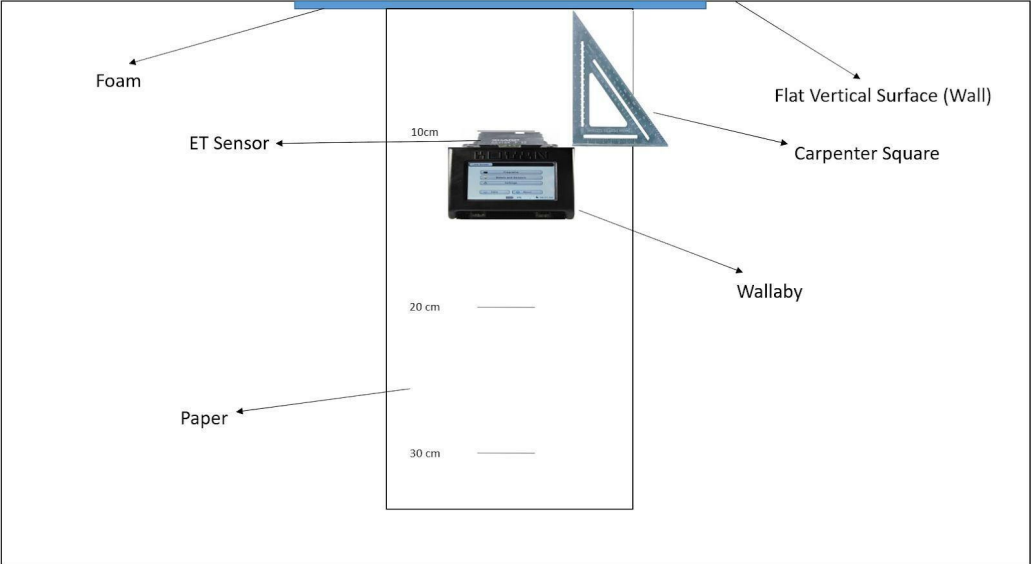 Foam
Flat Vertical Surface (Wall)
10cm
ET Sensor
Carpenter Square
Wallaby
20 cm
Paper
30 cm